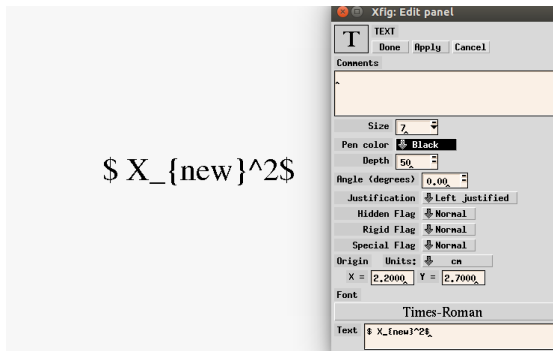 Xfig: Edit panel
T TEXT
Done Apply Cancel
Comments
$ X_{new}^2$
Size 7
Pen color Black
Depth 50
Angle (degrees) 0.00
Justification Left justified
Hidden Flag Normal
Rigid Flag Normal
Special Flag Normal
Origin Units: cm
X = 2.2000 Y = 2.7000
Font
Times-Roman
Text $ X_{new}^2$